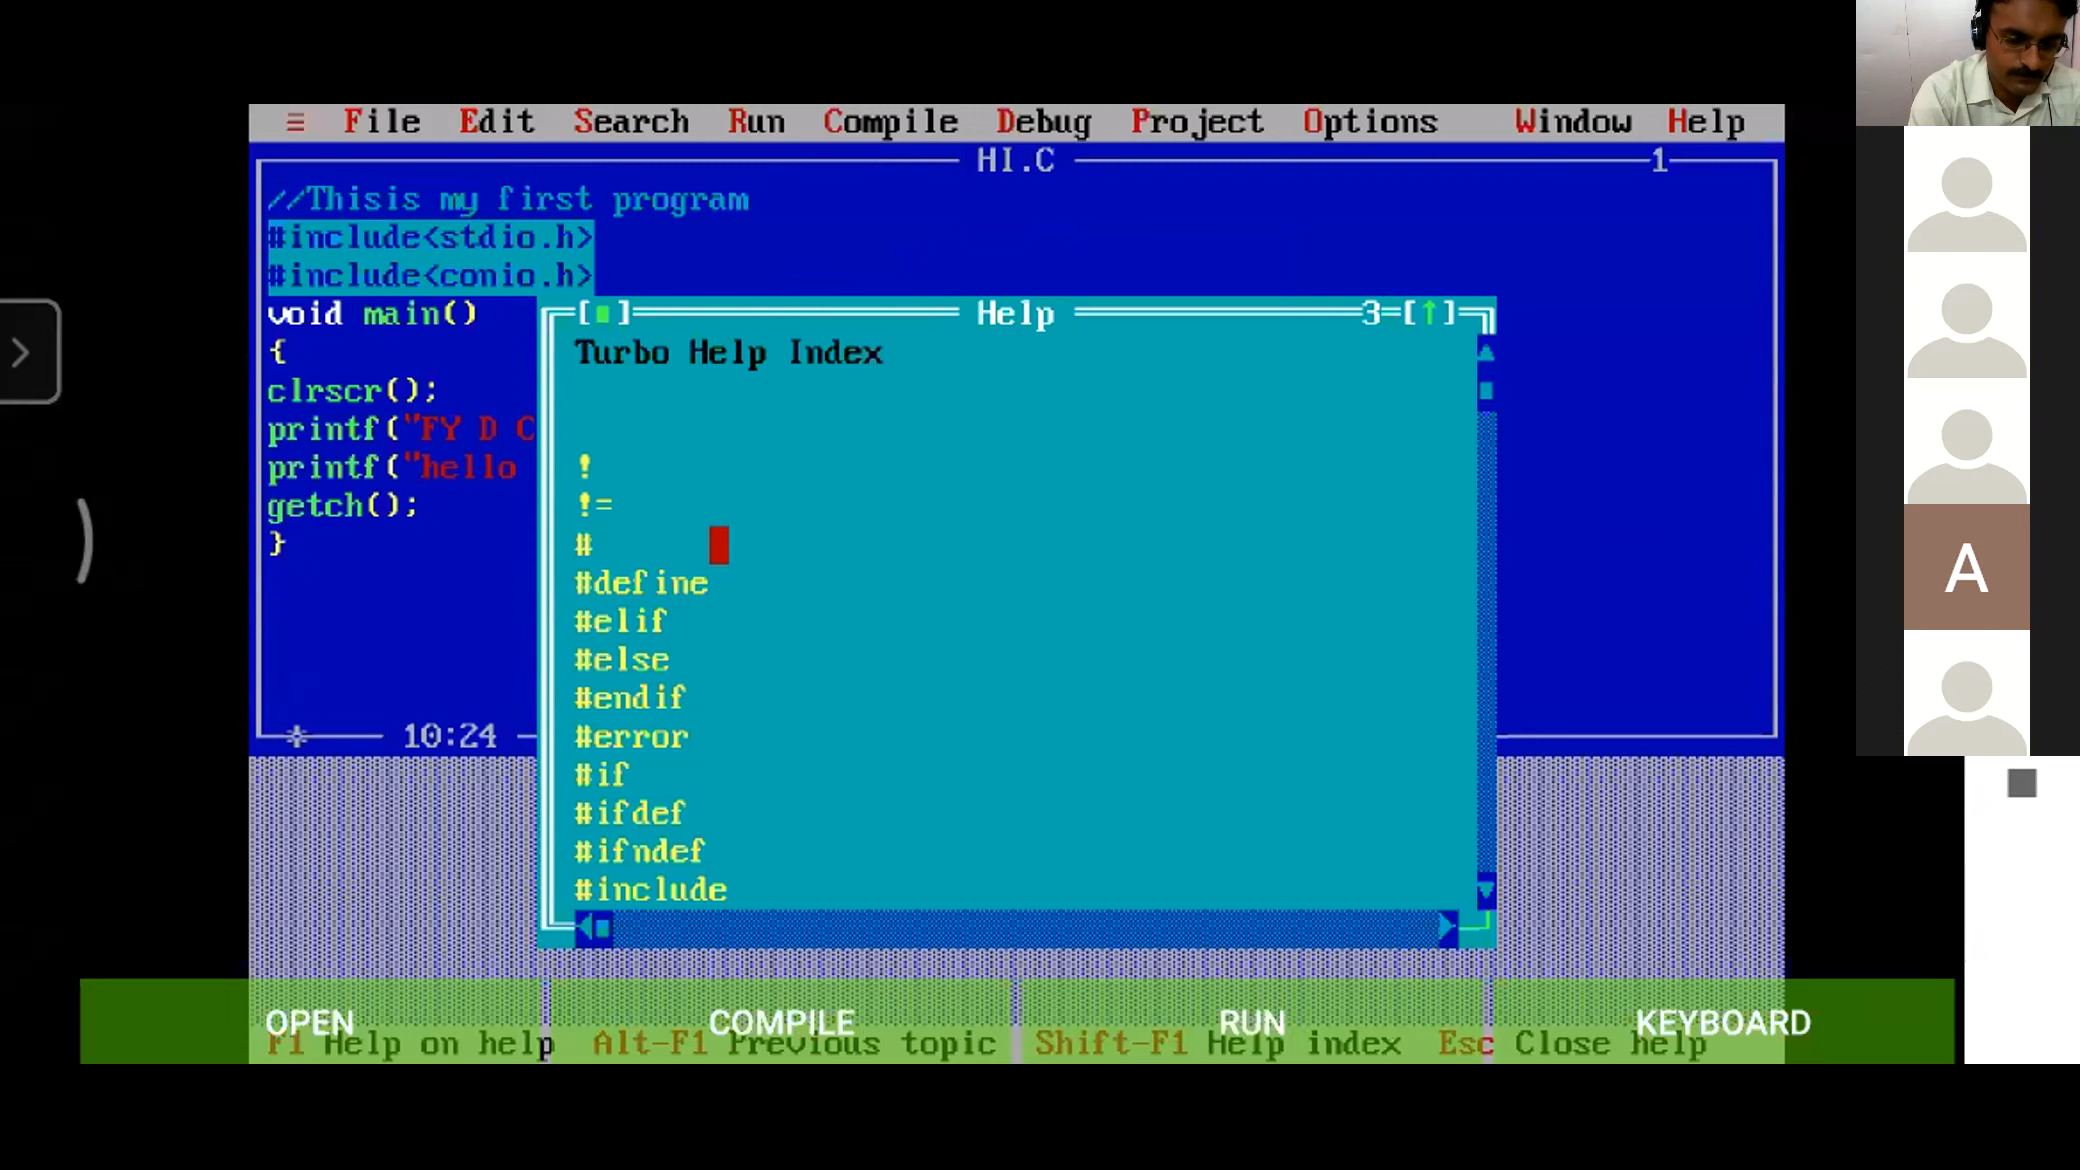 ≡ File Edit Search Run Compile Debug Project Options Window Help
HI.C 1
//Thisis my first program
#include<stdio.h>
#include<conio.h>
void main()
{
clrscr();
printf("FY D C
printf("hello
getch();
}
10:24
[■] Help 3=[↑]
Turbo Help Index
!
!=
#
#define
#elif
#else
#endif
#error
#if
#ifdef
#ifndef
#include
OPEN COMPILE RUN KEYBOARD
F1 Help on help Alt-F1 Previous topic Shift-F1 Help index Esc Close help
A